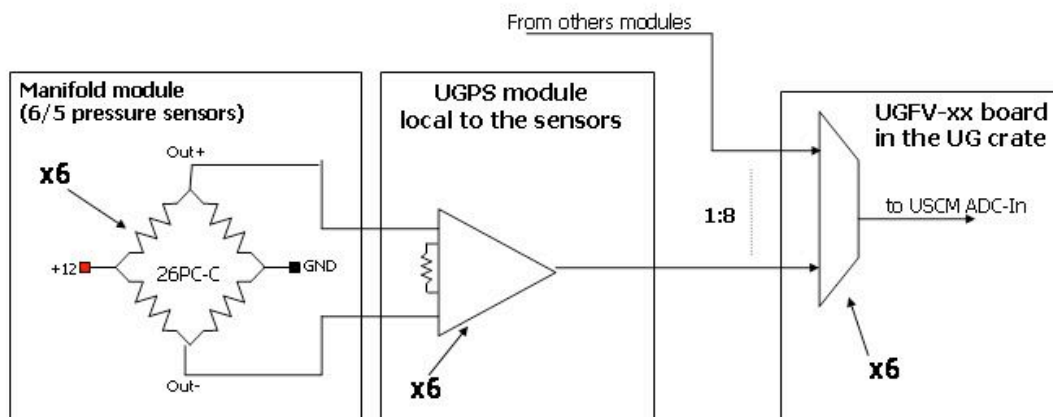 From others modules
Manifold module
(6/5 pressure sensors)
x6
Out+
+12
26PC-C
GND
Out-
UGPS module
local to the sensors
x6
1:8
UGFV-xx board
in the UG crate
to USCM ADC-In
x6